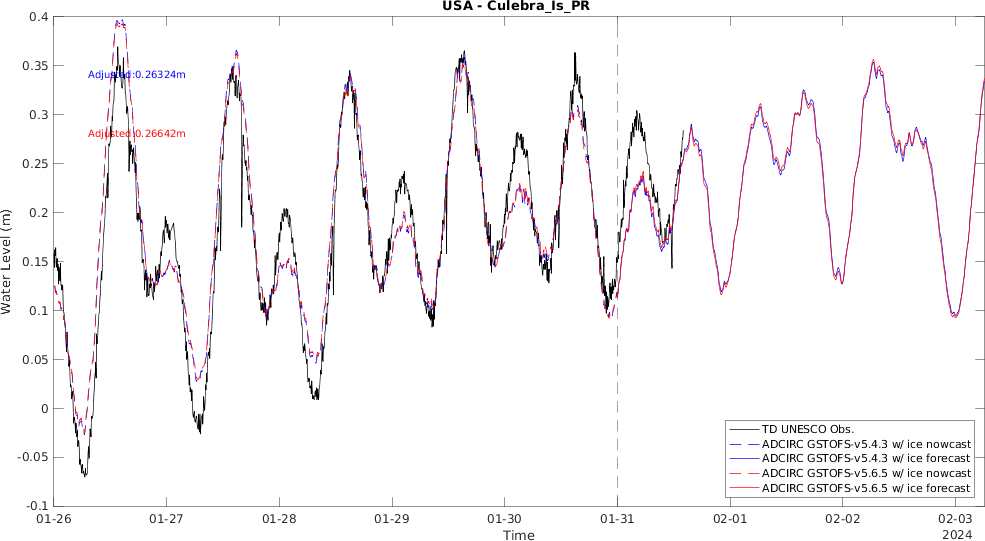 USA - Culebra_Is_PR
0.4
0.35
0.3
0.25
0.2
0.15
0.1
0.05
0
-0.05
-0.1
Water Level (m)
Adjusted:0.26324m
Adjusted:0.26642m
TD UNESCO Obs.
ADCIRC GSTOFS-v5.4.3 w/ ice nowcast
ADCIRC GSTOFS-v5.4.3 w/ ice forecast
ADCIRC GSTOFS-v5.6.5 w/ ice nowcast
ADCIRC GSTOFS-v5.6.5 w/ ice forecast
01-26 01-27 01-28 01-29 01-30 01-31 02-01 02-02 02-03
Time
2024